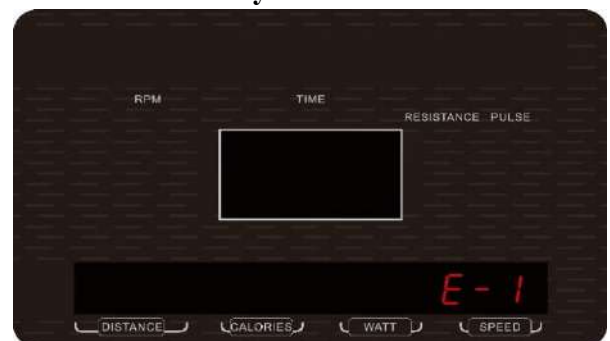 RPM TIME
RESISTANCE PULSE
E-1
DISTANCE CALORIES WATT SPEED